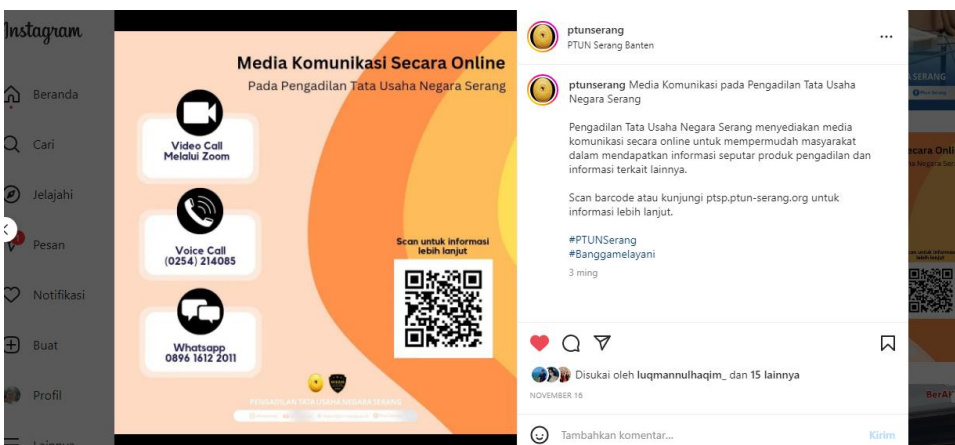 Instagram
Beranda
Cari
Jelajahi
Pesan
Notifikasi
Buat
Profil
Lainnya
Media Komunikasi Secara Online
Pada Pengadilan Tata Usaha Negara Serang
Video Call
Melalui Zoom
Voice Call
(0254) 214085
Whatsapp
0896 1612 2011
Scan untuk informasi
lebih lanjut
PENGADILAN TATA USAHA NEGARA SERANG
ptunserang
PTUN Serang Banten
ptunserang Media Komunikasi pada Pengadilan Tata Usaha
Negara Serang
Pengadilan Tata Usaha Negara Serang menyediakan media
komunikasi secara online untuk mempermudah masyarakat
dalam mendapatkan informasi seputar produk pengadilan dan
informasi terkait lainnya.
Scan barcode atau kunjungi ptsp.ptun-serang.org untuk
informasi lebih lanjut.
#PTUNSerang
#Banggamelayani
3 ming
Disukai oleh luqmannulhaqim_ dan 15 lainnya
NOVEMBER 16
Tambahkan komentar...
Kirim